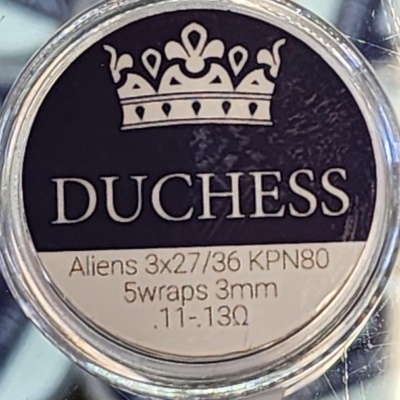 DUCHESS
Aliens 3x27/36 KPN80
5wraps 3mm
.11-.13Ω